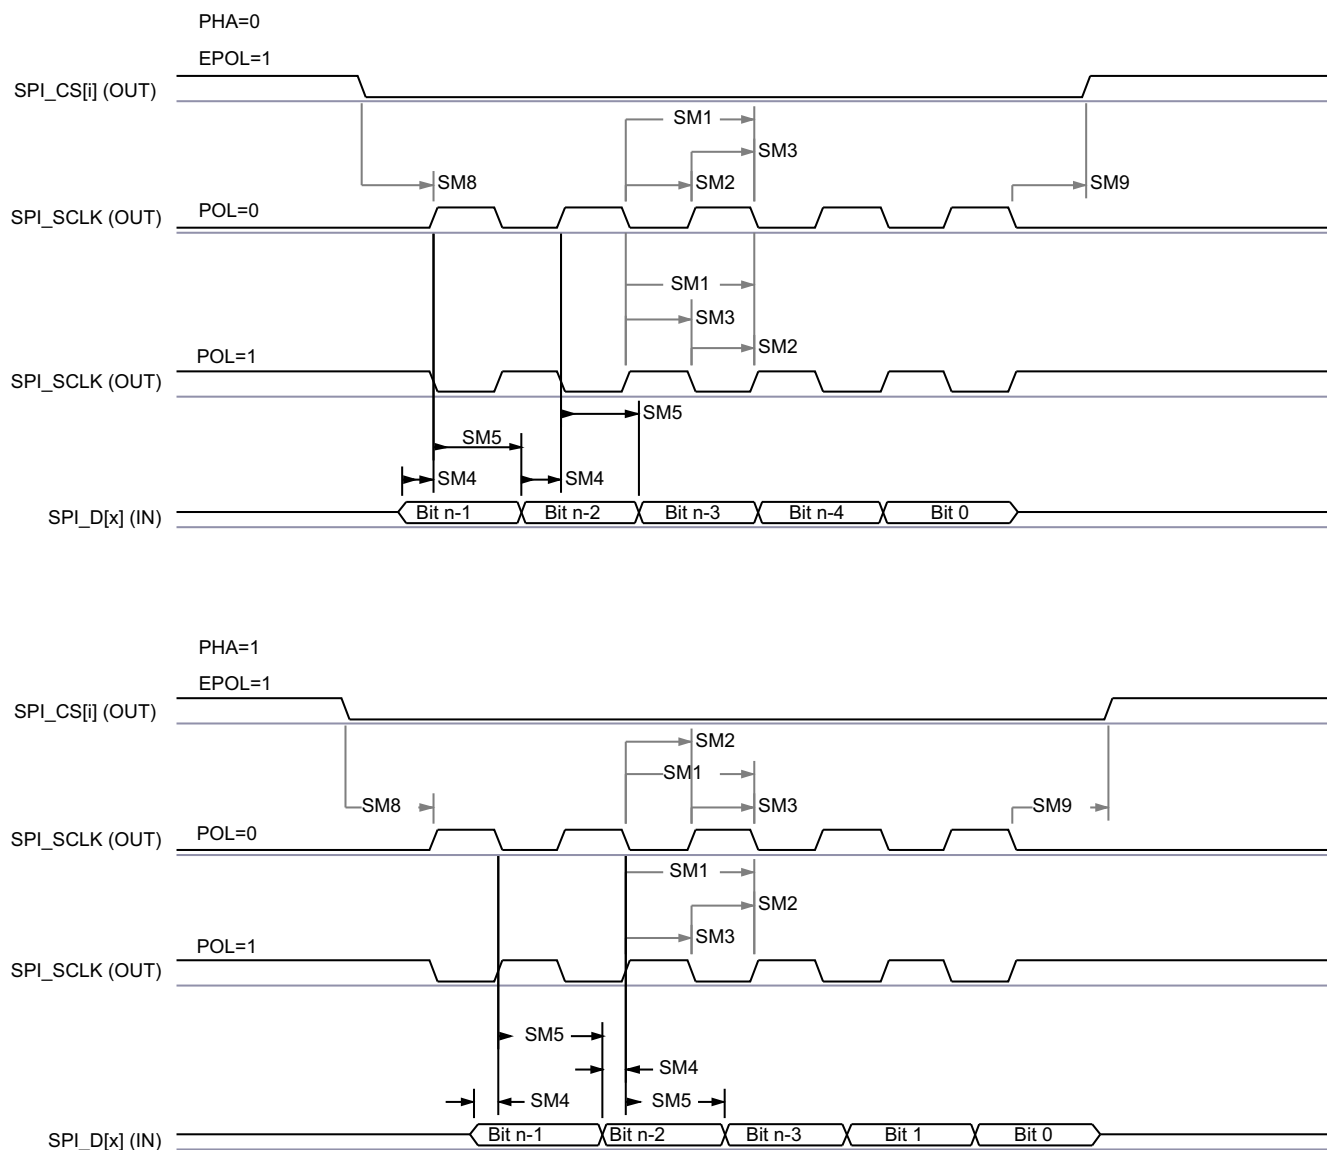 PHA=0
EPOL=1
SPI_CS[i] (OUT)
SM1
SM3
SM8
SM2
SM9
SPI_SCLK (OUT)
POL=0
SM1
SM3
SM2
POL=1
SPI_SCLK (OUT)
SM5
SM5
SM4
SM4
SPI_D[x] (IN)
Bit n-1
Bit n-2
Bit n-3
Bit n-4
Bit 0
PHA=1
EPOL=1
SPI_CS[i] (OUT)
SM2
SM1
SM8
SM3
SM9
SPI_SCLK (OUT)
POL=0
SM1
SM2
SM3
POL=1
SPI_SCLK (OUT)
SM5
SM4
SM4
SM5
SPI_D[x] (IN)
Bit n-1
Bit n-2
Bit n-3
Bit 1
Bit 0